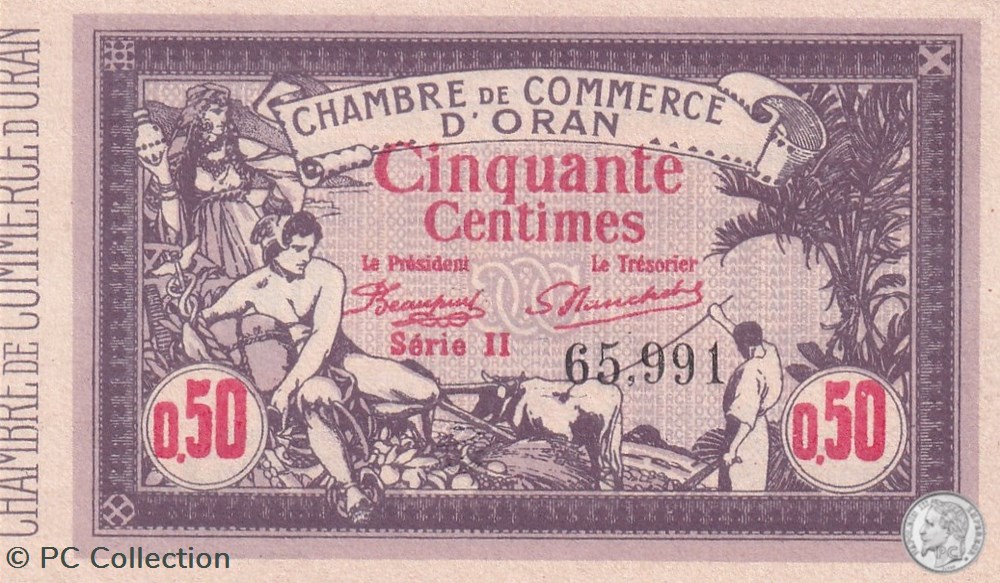 CHAMBRE DE COMMERCE D'ORAN
CHAMBRE DE COMMERCE
D'ORAN
Cinquante
Centimes
Le Président
Le Trésorier
Série II
65,991
0,50
0,50
© PC Collection